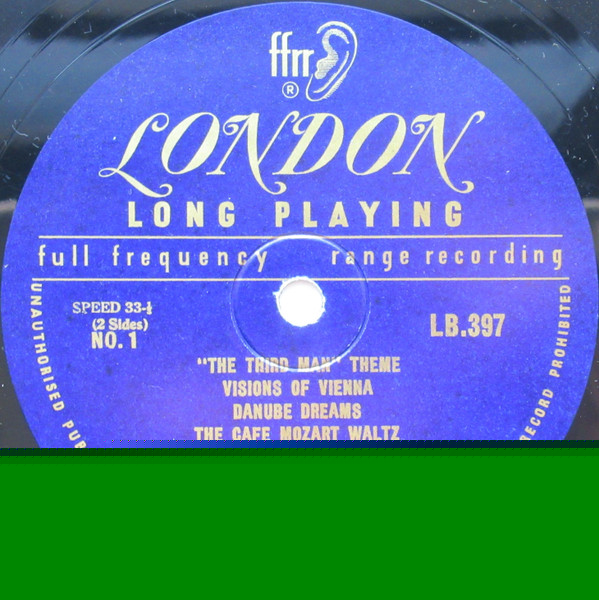 ffrr
®
LONDON
LONG PLAYING
full frequency range recording
SPEED 33-⅓
(2 Sides)
NO. 1
LB.397
"THE THIRD MAN" THEME
VISIONS OF VIENNA
DANUBE DREAMS
THE CAFE MOZART WALTZ
UNAUTHORISED
RECORD PROHIBITED